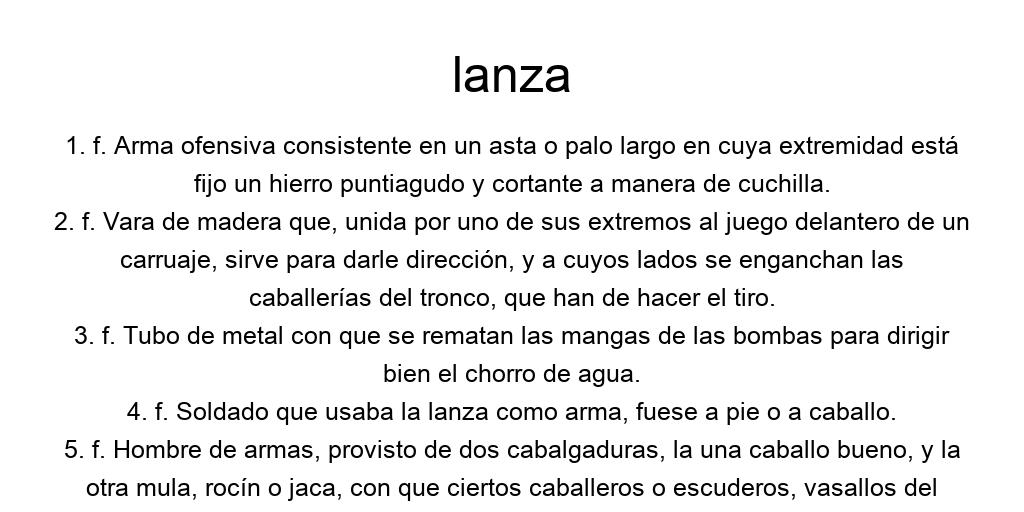 lanza
1. f. Arma ofensiva consistente en un asta o palo largo en cuya extremidad está
fijo un hierro puntiagudo y cortante a manera de cuchilla.
2. f. Vara de madera que, unida por uno de sus extremos al juego delantero de un
carruaje, sirve para darle dirección, y a cuyos lados se enganchan las
caballerías del tronco, que han de hacer el tiro.
3. f. Tubo de metal con que se rematan las mangas de las bombas para dirigir
bien el chorro de agua.
4. f. Soldado que usaba la lanza como arma, fuese a pie o a caballo.
5. f. Hombre de armas, provisto de dos cabalgaduras, la una caballo bueno, y la
otra mula, rocín o jaca, con que ciertos caballeros o escuderos, vasallos del